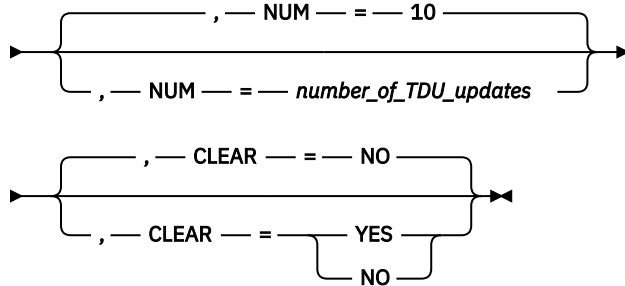 , NUM = 10
, NUM = number_of_TDU_updates
, CLEAR = NO
, CLEAR = YES
NO